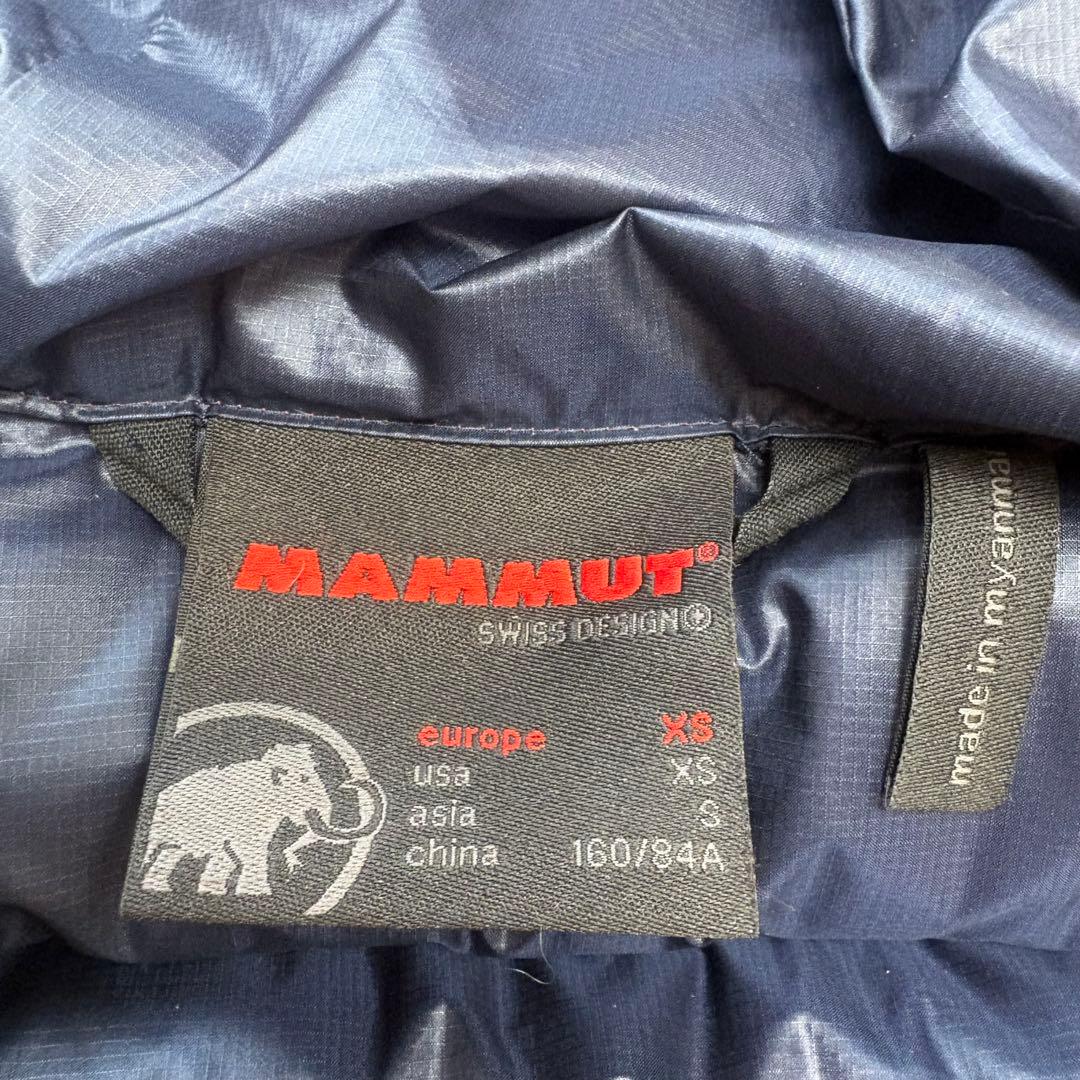 MAMMUT®
SWISS DESIGN
europe XS
usa XS
asia S
china 160/84A
made in myanmar